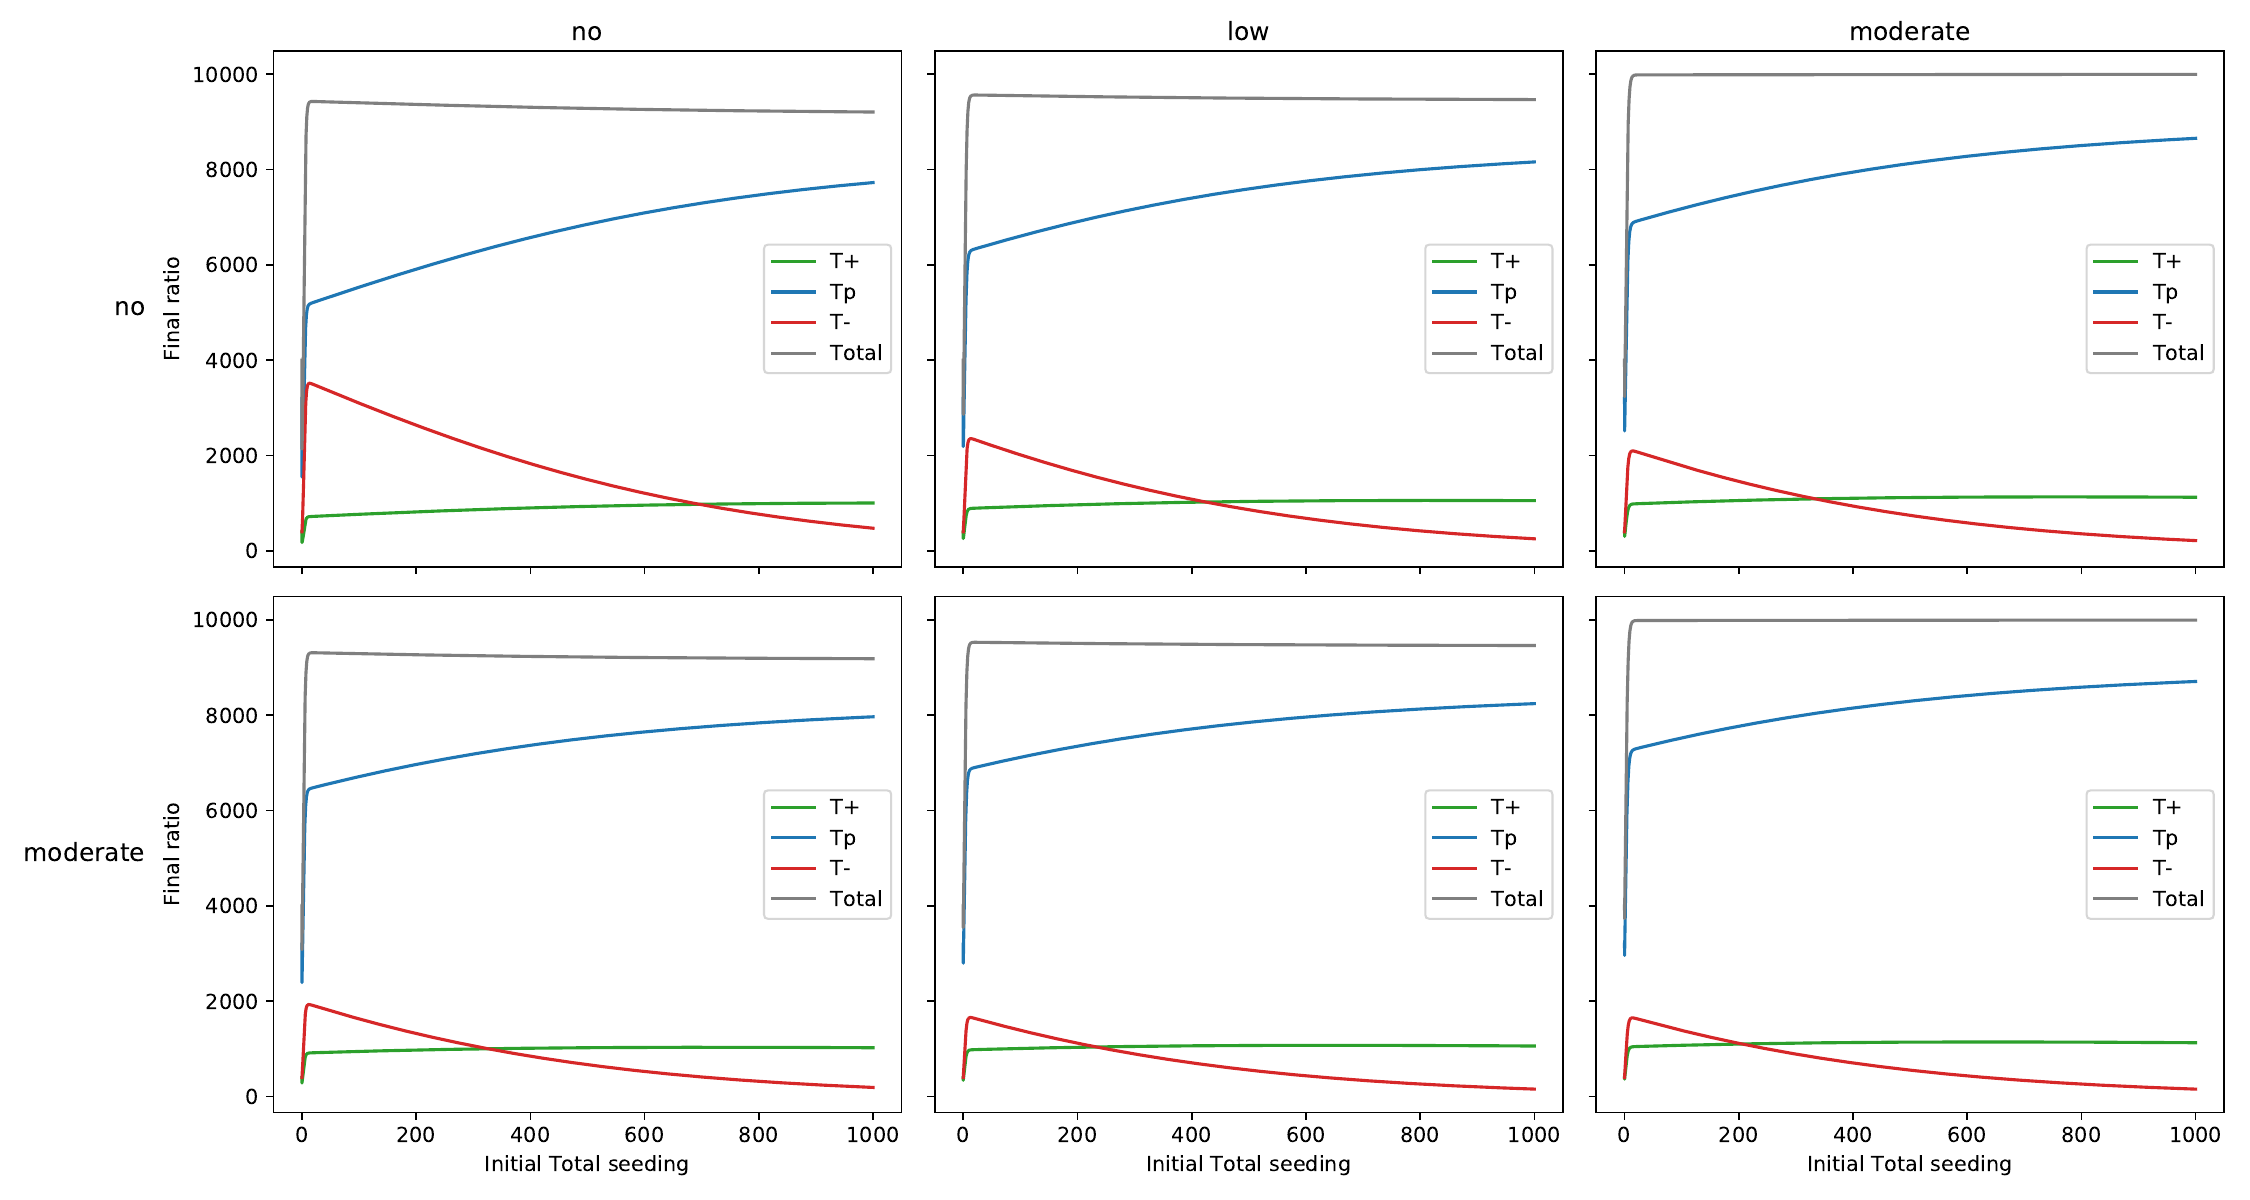 no low moderate
10000
8000
6000
4000
2000
0
no
Final ratio
T+
Tp
T-
Total
T+
Tp
T-
Total
T+
Tp
T-
Total
10000
8000
6000
4000
2000
0
moderate
Final ratio
T+
Tp
T-
Total
T+
Tp
T-
Total
T+
Tp
T-
Total
0 200 400 600 800 1000
Initial Total seeding
0 200 400 600 800 1000
Initial Total seeding
0 200 400 600 800 1000
Initial Total seeding